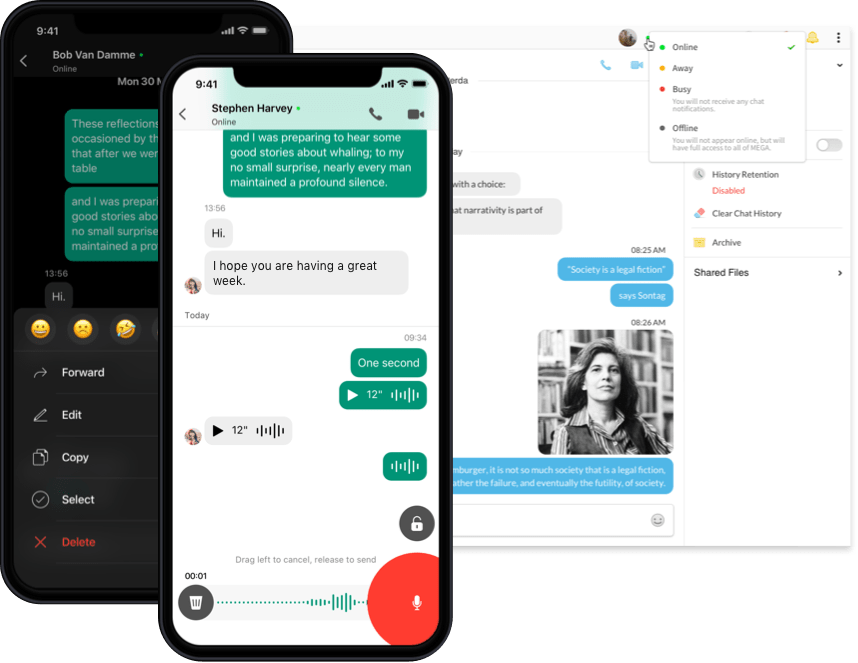 9:41
Bob Van Damme
Online
Mon 30 M
These reflections
occasioned by th
that after we wer
table
and I was prepari
good stories abo
no small surprise
maintained a pro
13:56
Hi.
Forward
Edit
Copy
Select
Delete
9:41
Stephen Harvey
Online
and I was preparing to hear some
good stories about whaling; to my
no small surprise, nearly every man
maintained a profound silence.
13:56
Hi.
I hope you are having a great
week.
Today
09:34
One second
12"
12"
Drag left to cancel, release to send
00:01
erda
ay
with a choice:
at narrativity is part of
08:25 AM
"Society is a legal fiction"
says Sontag
08:26 AM
mburger, it is not so much society that is a legal fiction,
ather the failure, and eventually the futility, of society.
Online
Away
Busy
You will not receive any chat
notifications.
Offline
You will not appear online, but will
have full access to all of MEGA.
History Retention
Disabled
Clear Chat History
Archive
Shared Files